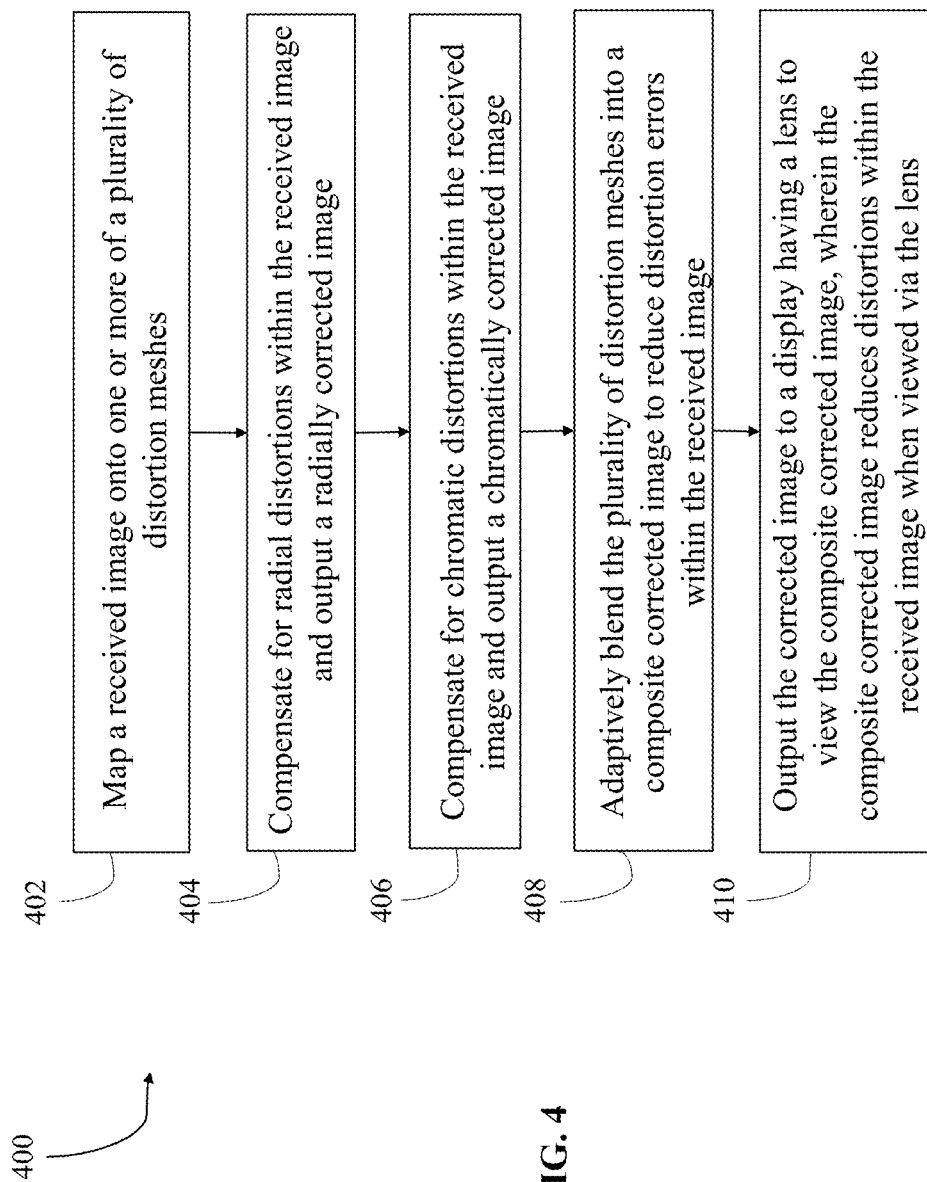 400
402
Map a received image onto one or more of a plurality of
distortion meshes
404
Compensate for radial distortions within the received image
and output a radially corrected image
406
Compensate for chromatic distortions within the received
image and output a chromatically corrected image
408
Adaptively blend the plurality of distortion meshes into a
composite corrected image to reduce distortion errors
within the received image
410
Output the corrected image to a display having a lens to
view the composite corrected image, wherein the
composite corrected image reduces distortions within the
received image when viewed via the lens
IG. 4